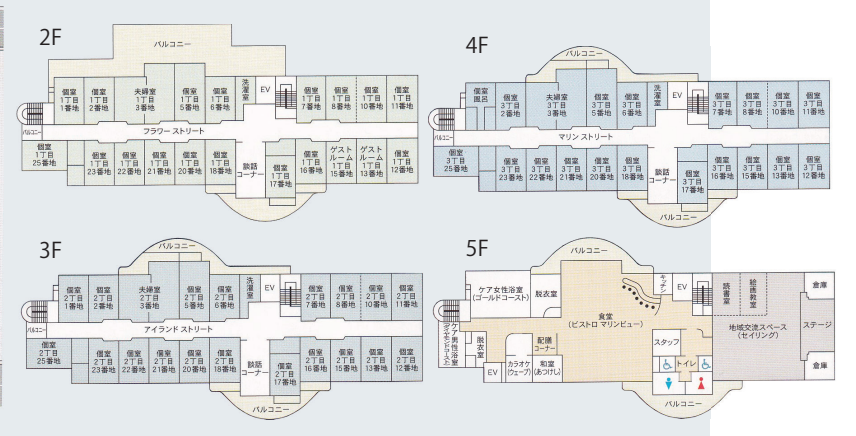 2F
バルコニー
個室
1丁目
1番地
個室
1丁目
2番地
夫婦室
1丁目
3番地
個室
1丁目
5番地
個室
1丁目
6番地
洗濯室
EV
個室
1丁目
7番地
個室
1丁目
8番地
個室
1丁目
10番地
個室
1丁目
11番地
バルコニー
フラワー ストリート
個室
1丁目
25番地
個室
1丁目
23番地
個室
1丁目
22番地
個室
1丁目
21番地
個室
1丁目
20番地
個室
1丁目
18番地
談話
コーナー
個室
1丁目
17番地
個室
1丁目
16番地
ゲスト
ルーム
1丁目
15番地
ゲスト
ルーム
1丁目
13番地
個室
1丁目
12番地
4F
バルコニー
個室
風呂
個室
3丁目
2番地
夫婦室
3丁目
3番地
個室
3丁目
5番地
個室
3丁目
6番地
洗濯室
EV
個室
3丁目
7番地
個室
3丁目
8番地
個室
3丁目
10番地
個室
3丁目
11番地
バルコニー
マリン ストリート
個室
3丁目
25番地
個室
3丁目
23番地
個室
3丁目
22番地
個室
3丁目
21番地
個室
3丁目
20番地
個室
3丁目
18番地
談話
コーナー
個室
3丁目
17番地
個室
3丁目
16番地
個室
3丁目
15番地
個室
3丁目
13番地
個室
3丁目
12番地
バルコニー
3F
バルコニー
個室
2丁目
1番地
個室
2丁目
2番地
夫婦室
2丁目
3番地
個室
2丁目
5番地
個室
2丁目
6番地
洗濯室
EV
個室
2丁目
7番地
個室
2丁目
8番地
個室
2丁目
10番地
個室
2丁目
11番地
バルコニー
アイランド ストリート
個室
2丁目
25番地
個室
2丁目
23番地
個室
2丁目
22番地
個室
2丁目
21番地
個室
2丁目
20番地
個室
2丁目
18番地
談話
コーナー
個室
2丁目
17番地
個室
2丁目
16番地
個室
2丁目
15番地
個室
2丁目
13番地
個室
2丁目
12番地
バルコニー
5F
バルコニー
ケア女性浴室
(ゴールドコースト)
脱衣室
食堂
(ビストロ マリンビュー)
キッチン
EV
読書室
絵画教室
倉庫
地域交流スペース
(セイリング)
ステージ
倉庫
ケア男性浴室
(ダイヤモンドコースト)
脱衣室
EV
カラオケ
(ウェーブ)
配膳
コーナー
和室
(あつけし)
スタッフ
トイレ
バルコニー